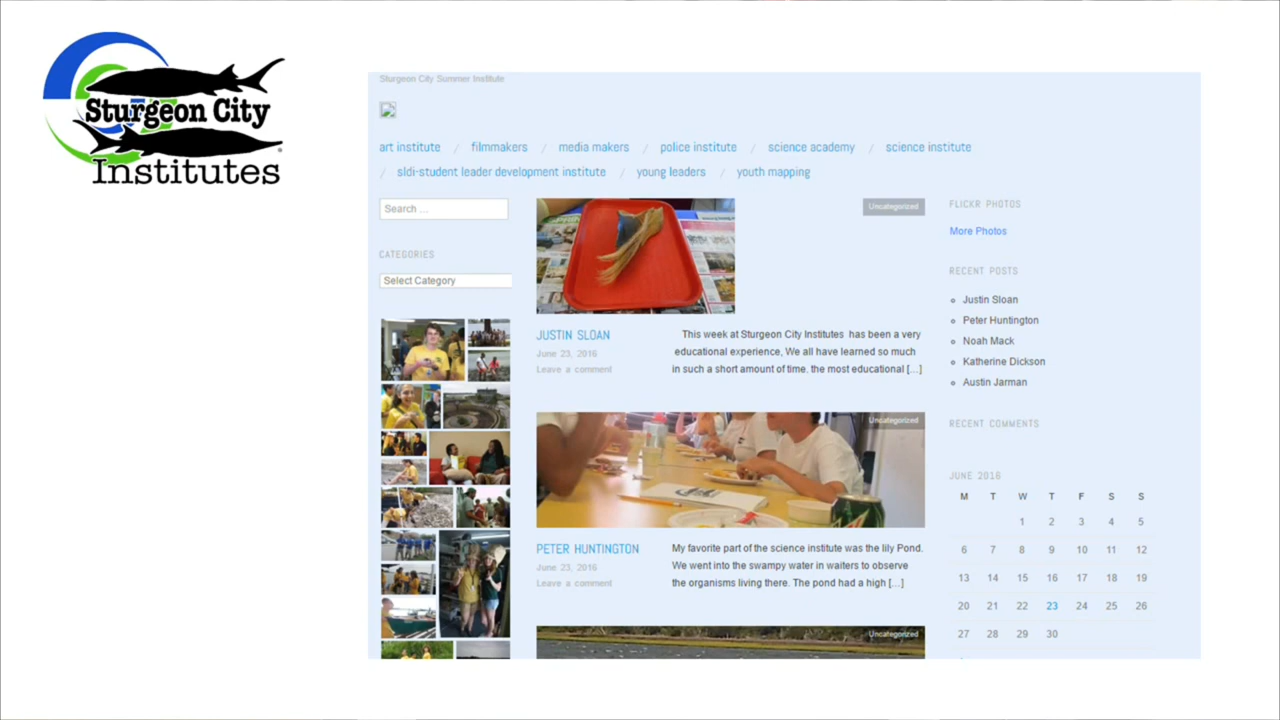 Sturgeon City
Institutes
Sturgeon City Summer Institute
art institute / filmmakers / media makers / police institute / science academy / science institute
/ sldi-student leader development institute / young leaders / youth mapping
Search ...
CATEGORIES
Select Category
Uncategorized
JUSTIN SLOAN
June 23, 2016
Leave a comment
This week at Sturgeon City Institutes has been a very
educational experience, We all have learned so much
in such a short amount of time. the most educational [...]
Uncategorized
PETER HUNTINGTON
June 23, 2016
Leave a comment
My favorite part of the science institute was the lily Pond.
We went into the swampy water in waiters to observe
the organisms living there. The pond had a high [...]
Uncategorized
FLICKR PHOTOS
More Photos
RECENT POSTS
Justin Sloan
Peter Huntington
Noah Mack
Katherine Dickson
Austin Jarman
RECENT COMMENTS
JUNE 2016
M T W T F S S
1 2 3 4 5
6 7 8 9 10 11 12
13 14 15 16 17 18 19
20 21 22 23 24 25 26
27 28 29 30